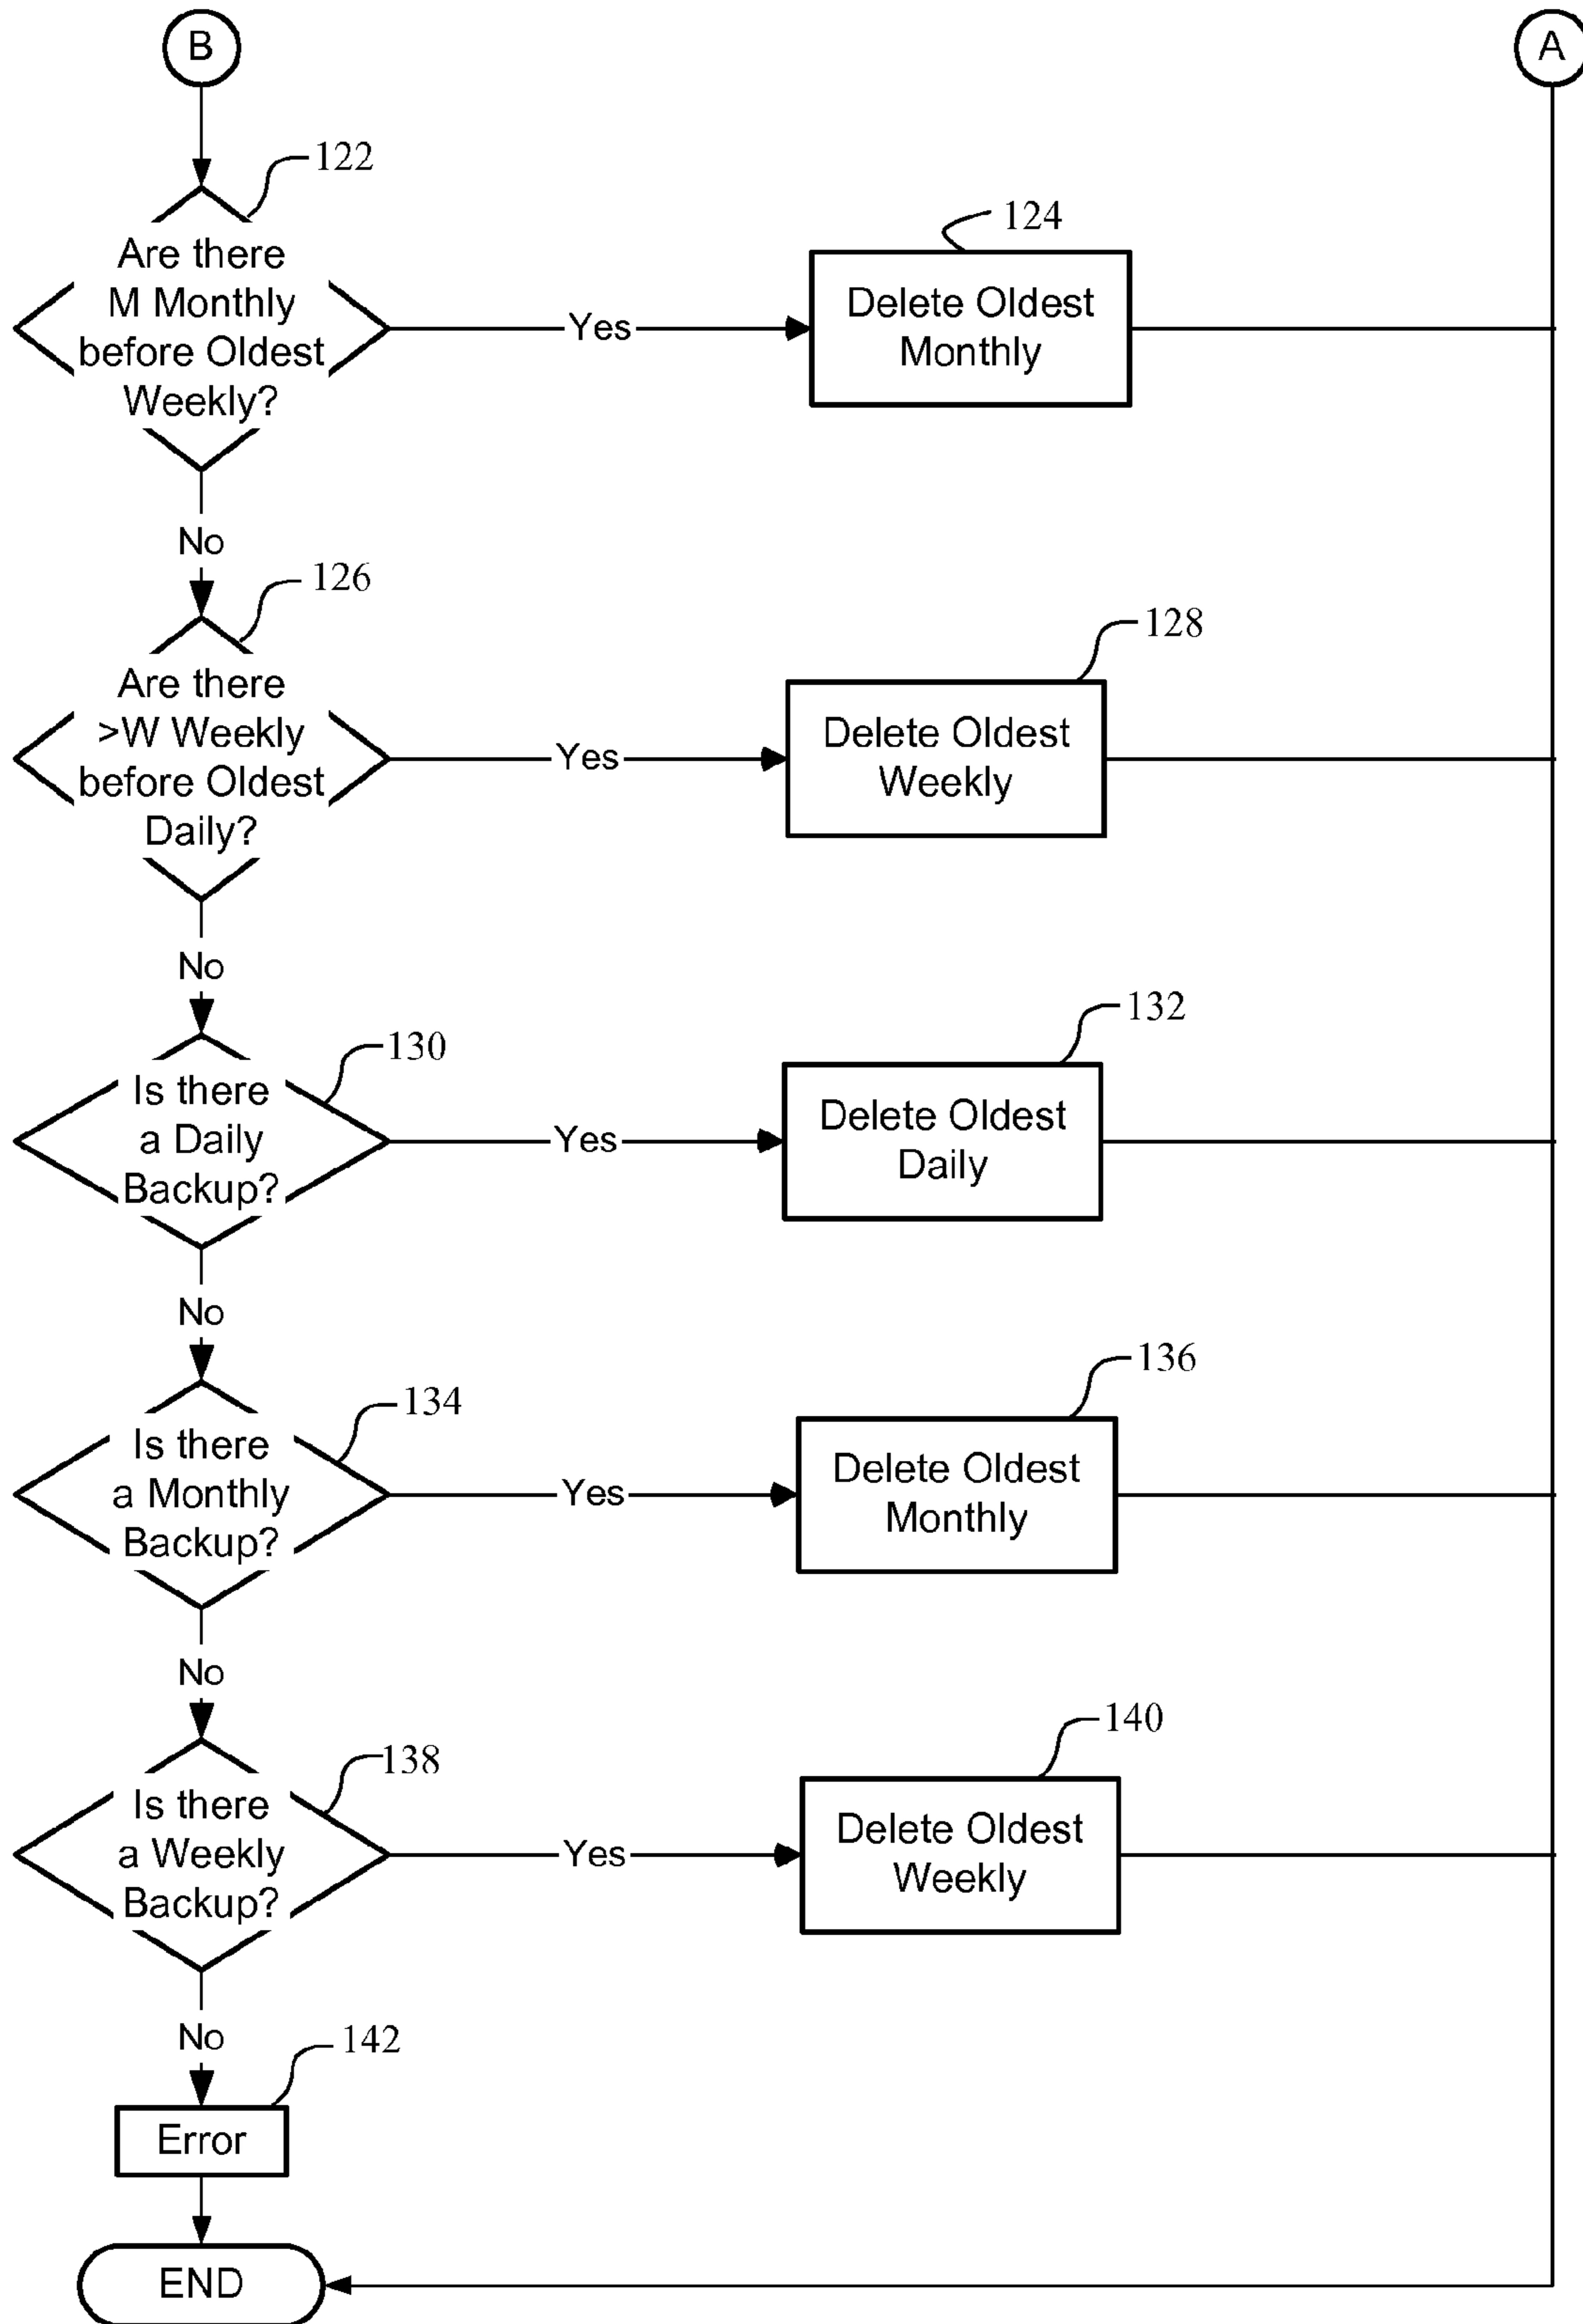 B
A
122
Are there
M Monthly
before Oldest
Weekly?
Yes
124
Delete Oldest
Monthly
No
126
Are there
>W Weekly
before Oldest
Daily?
Yes
128
Delete Oldest
Weekly
No
130
Is there
a Daily
Backup?
Yes
132
Delete Oldest
Daily
No
134
Is there
a Monthly
Backup?
Yes
136
Delete Oldest
Monthly
No
138
Is there
a Weekly
Backup?
Yes
140
Delete Oldest
Weekly
No
142
Error
END